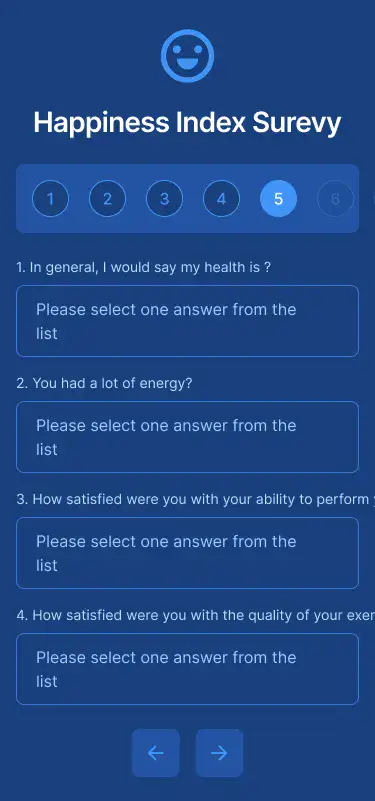 Happiness Index Surevy
1 2 3 4 5 6
1. In general, I would say my health is ?
Please select one answer from the
list
2. You had a lot of energy?
Please select one answer from the
list
3. How satisfied were you with your ability to perform
Please select one answer from the
list
4. How satisfied were you with the quality of your exer
Please select one answer from the
list